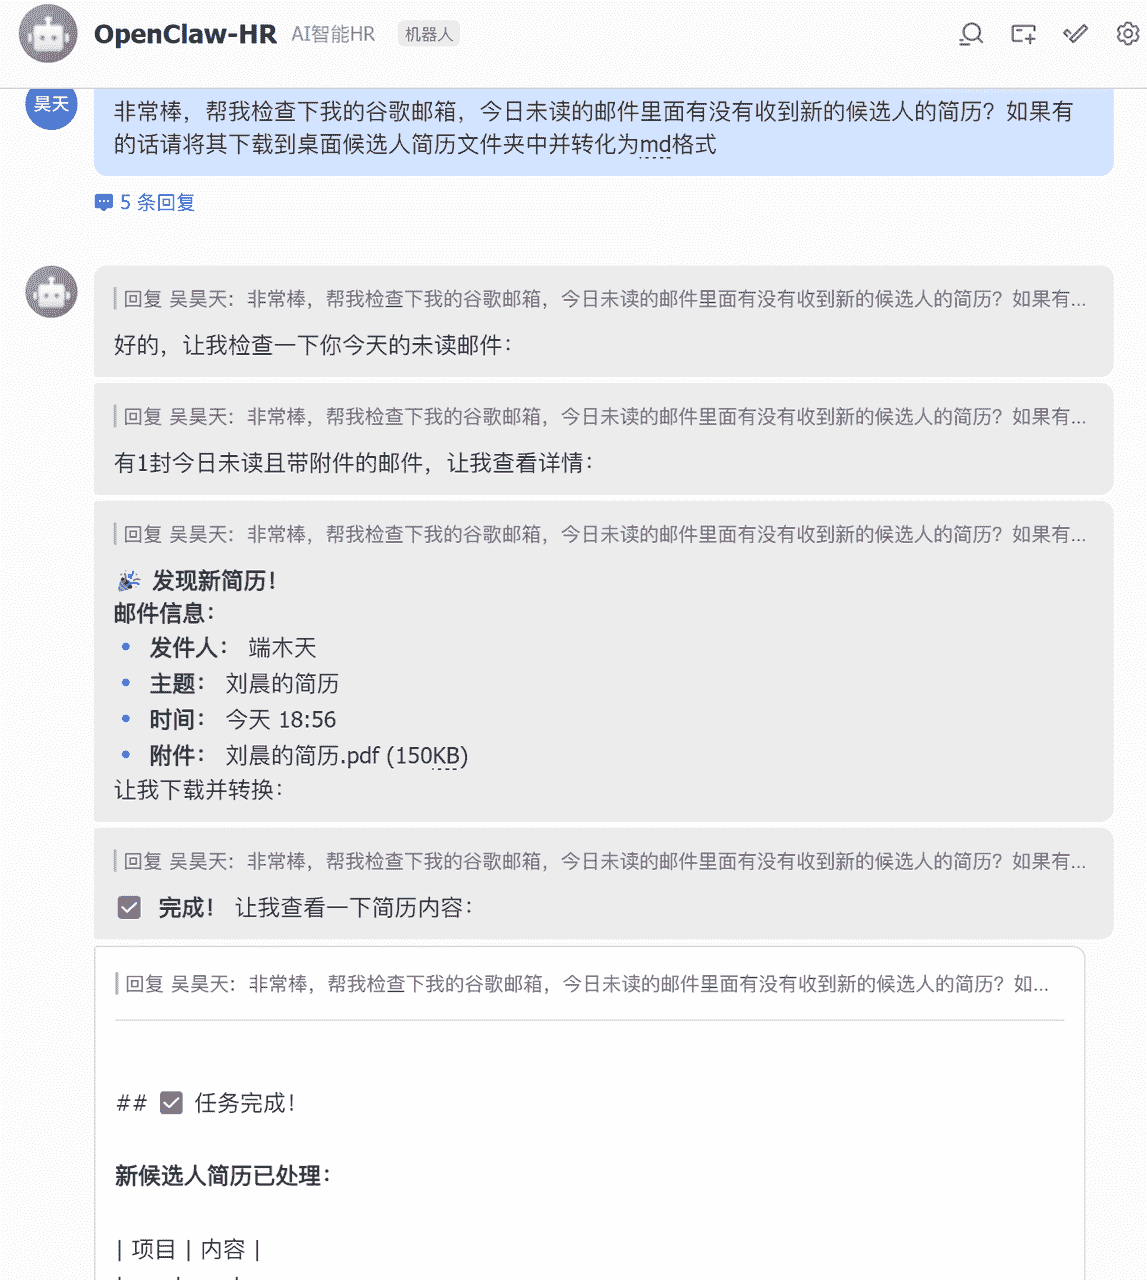 OpenClaw-HR AI智能HR 机器人
昊天
非常棒，帮我检查下我的谷歌邮箱，今日未读的邮件里面有没有收到新的候选人的简历？如果有
的话请将其下载到桌面候选人简历文件夹中并转化为md格式
5 条回复
回复 吴昊天：非常棒，帮我检查下我的谷歌邮箱，今日未读的邮件里面有没有收到新的候选人的简历？如果有...
好的，让我检查一下你今天的未读邮件：
回复 吴昊天：非常棒，帮我检查下我的谷歌邮箱，今日未读的邮件里面有没有收到新的候选人的简历？如果有...
有1封今日未读且带附件的邮件，让我查看详情：
回复 吴昊天：非常棒，帮我检查下我的谷歌邮箱，今日未读的邮件里面有没有收到新的候选人的简历？如果有...
🎉 发现新简历！
邮件信息：
• 发件人： 端木天
• 主题： 刘晨的简历
• 时间： 今天 18:56
• 附件： 刘晨的简历.pdf (150KB)
让我下载并转换：
回复 吴昊天：非常棒，帮我检查下我的谷歌邮箱，今日未读的邮件里面有没有收到新的候选人的简历？如果有...
✅ 完成！ 让我查看一下简历内容：
回复 吴昊天：非常棒，帮我检查下我的谷歌邮箱，今日未读的邮件里面有没有收到新的候选人的简历？如...
## ✅ 任务完成！
新候选人简历已处理：
| 项目 | 内容 |